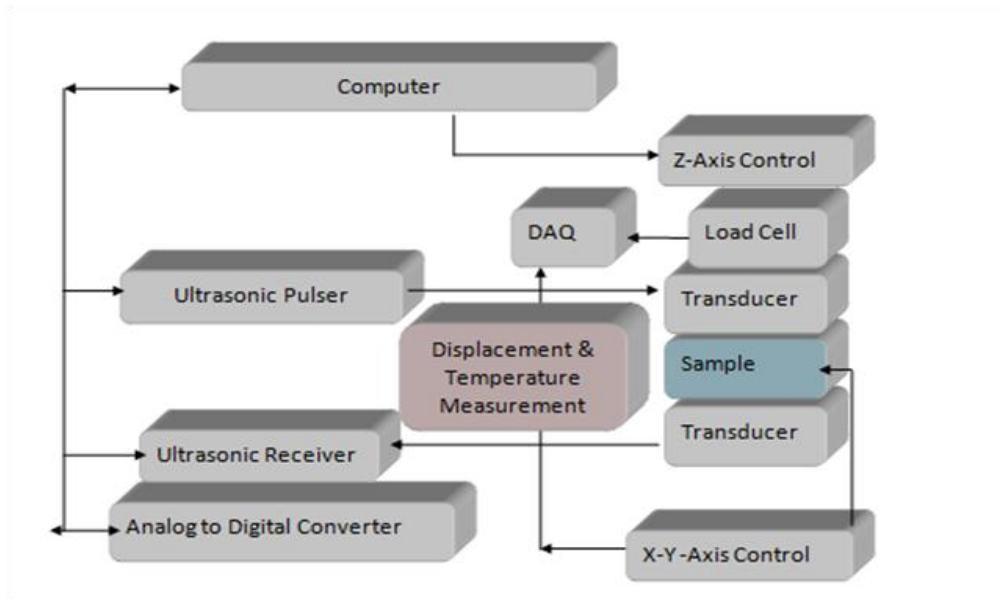 Computer
Z-Axis Control
DAQ
Load Cell
Ultrasonic Pulser
Transducer
Displacement &
Temperature
Measurement
Sample
Transducer
Ultrasonic Receiver
Analog to Digital Converter
X-Y-Axis Control